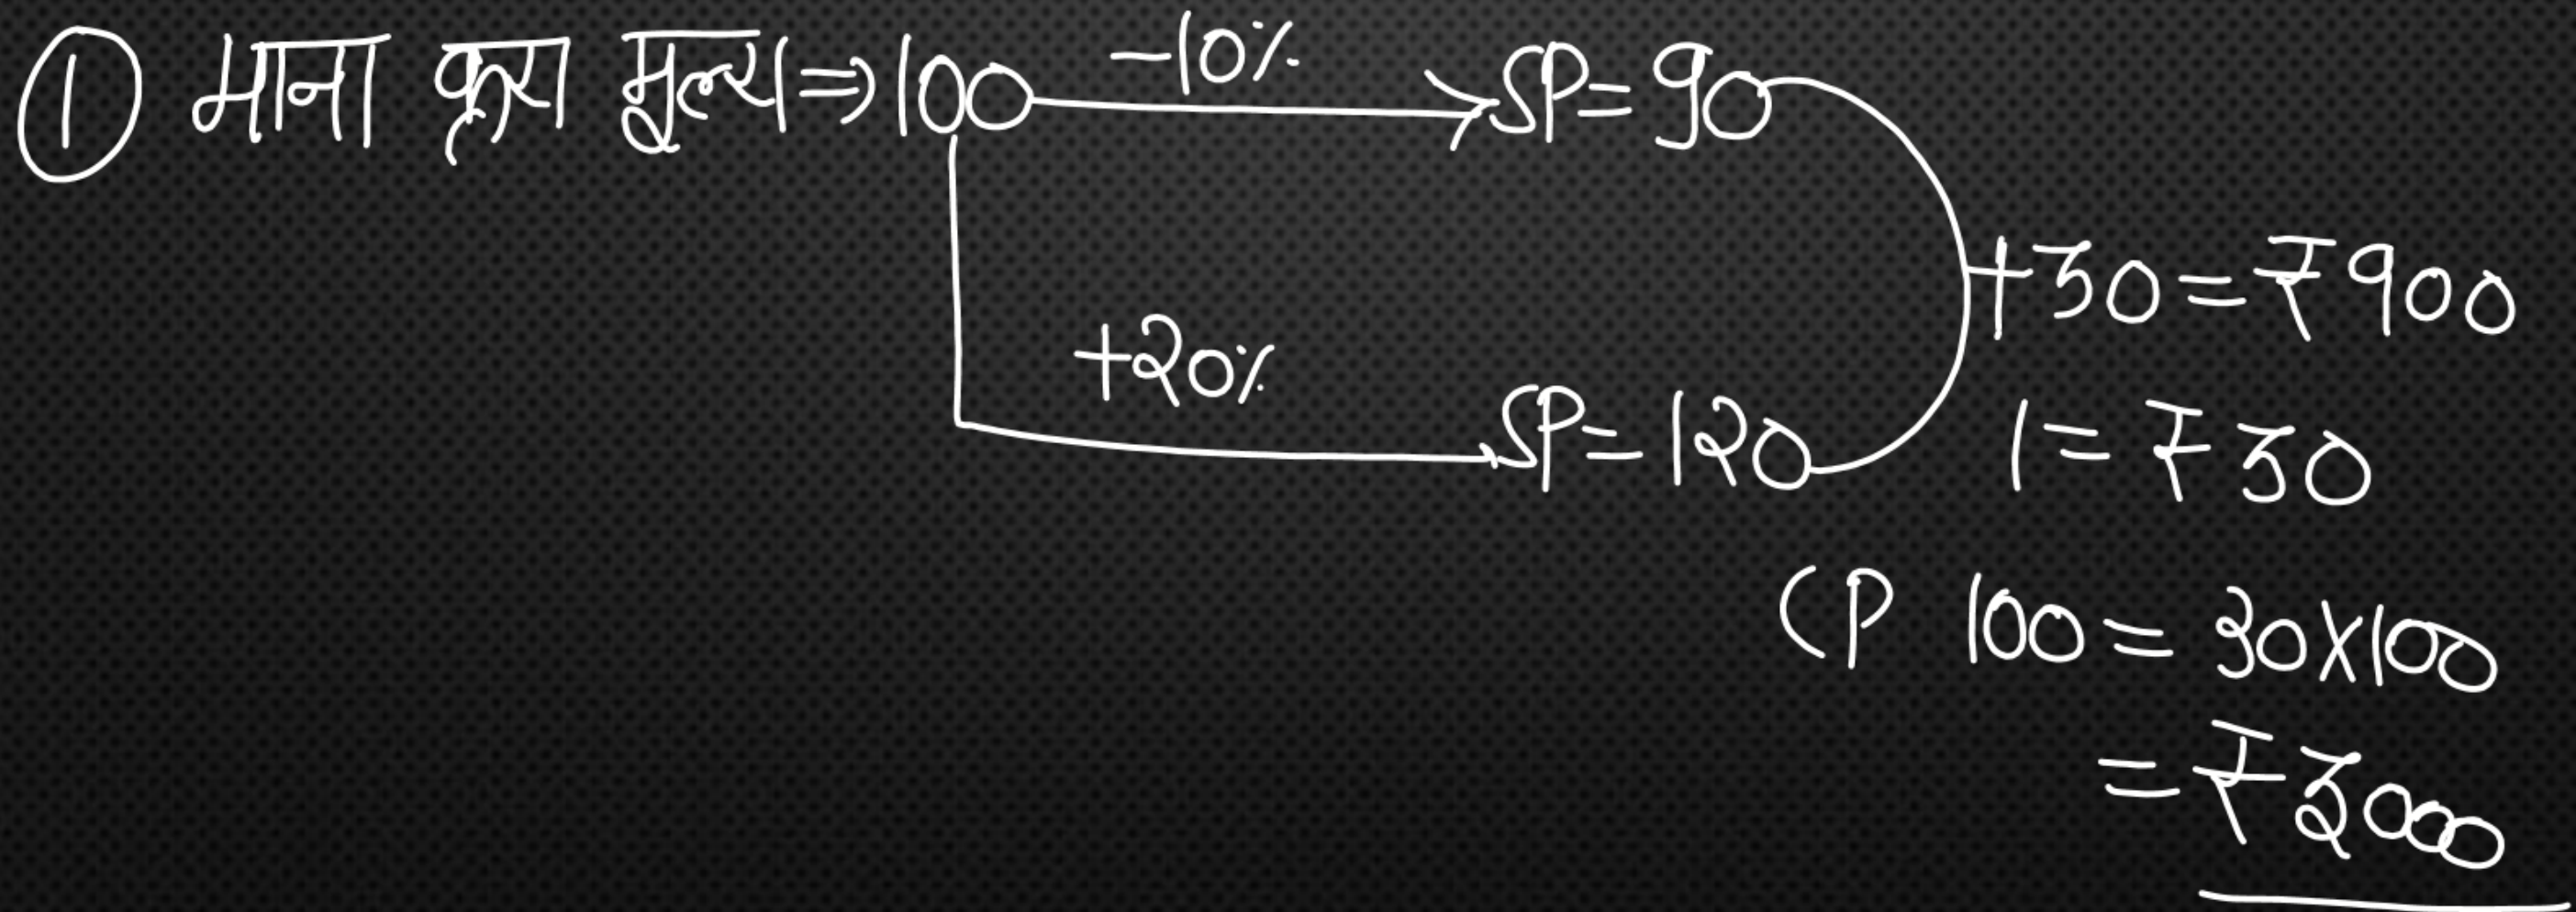 ① माना क्रय मुल्य ⇒ 100 -10% → SP = 90
+30 = ₹900
+20% → SP = 120
1 = ₹30
CP 100 = 30×100
= ₹3000